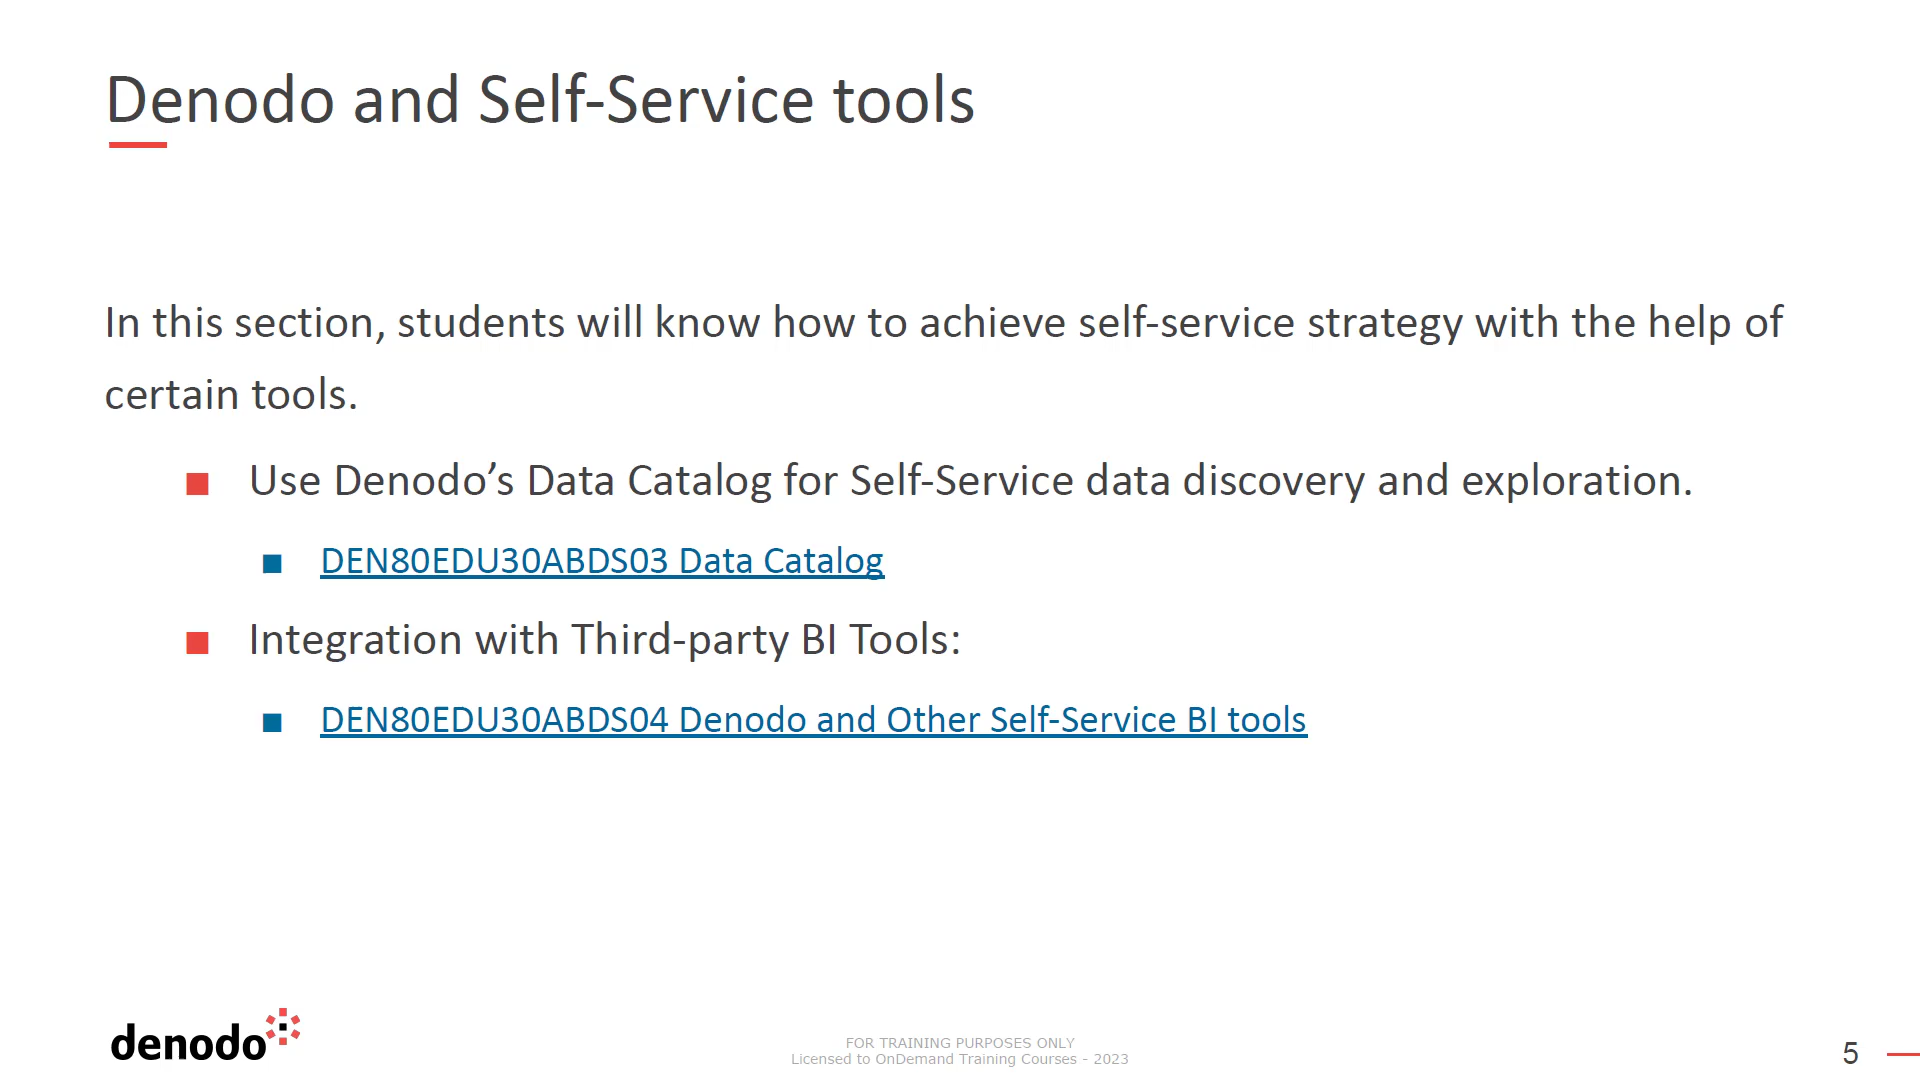 Denodo and Self-Service tools
In this section, students will know how to achieve self-service strategy with the help of
certain tools.
Use Denodo’s Data Catalog for Self-Service data discovery and exploration.
DEN80EDU30ABDS03 Data Catalog
Integration with Third-party BI Tools:
DEN80EDU30ABDS04 Denodo and Other Self-Service BI tools
denodo
FOR TRAINING PURPOSES ONLY
Licensed to OnDemand Training Courses - 2023
5